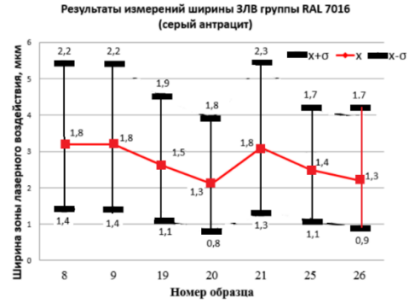 Результаты измерений ширины ЗЛВ группы RAL 7016
(серый антрацит)
Ширина зоны лазерного воздействия, мкм
6
5
4
3
2
1
0
x+σ x x-σ
2,2 2,2 1,9 1,8 2,3 1,7 1.7
1,8 1,8 1,5 1,3 1,8 1,4 1,3
1,4 1,4 1,1 0,8 1,3 1,1 0,9
8 9 19 20 21 25 26
Номер образца